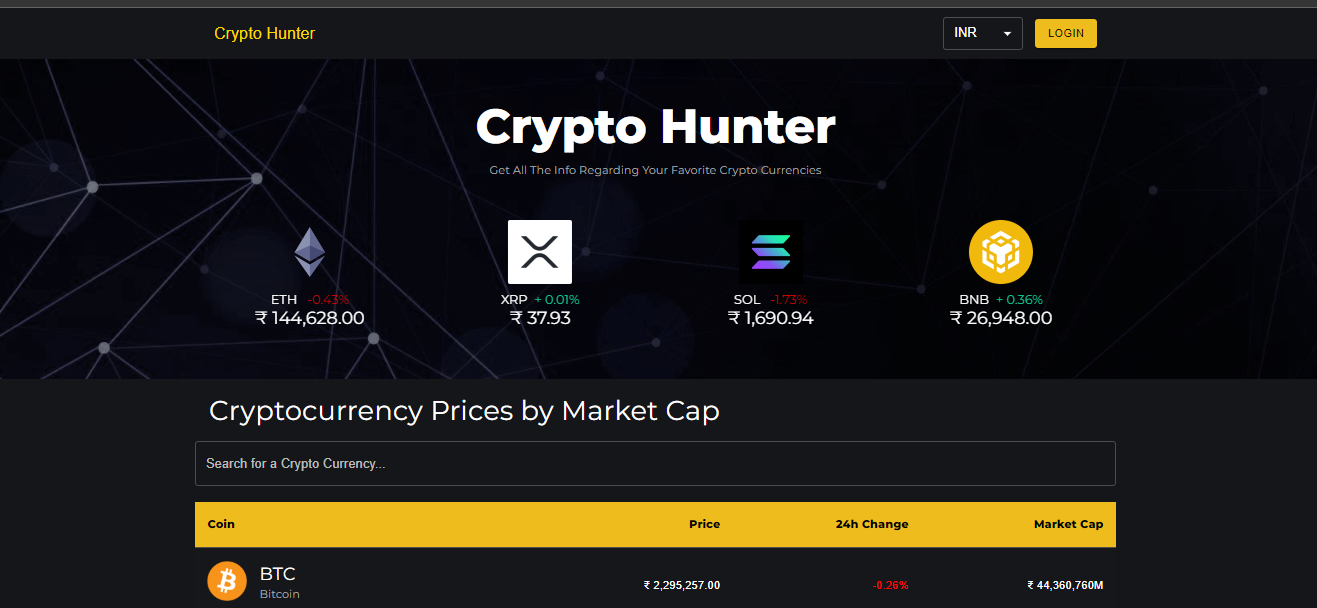 Crypto Hunter
INR
LOGIN
Crypto Hunter
Get All The Info Regarding Your Favorite Crypto Currencies
ETH -0.43%
₹ 144,628.00
XRP + 0.01%
₹ 37.93
SOL -1.73%
₹ 1,690.94
BNB + 0.36%
₹ 26,948.00
Cryptocurrency Prices by Market Cap
Search for a Crypto Currency...
Coin Price 24h Change Market Cap
BTC
Bitcoin
₹ 2,295,257.00 -0.26% ₹ 44,360,760M